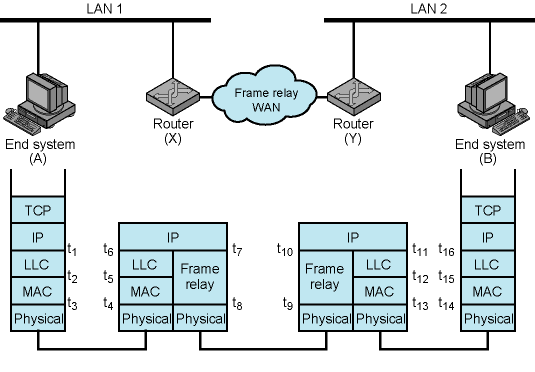 LAN 1
LAN 2
Frame relay
WAN
End system
(A)
Router
(X)
Router
(Y)
End system
(B)
TCP
IP
LLC
MAC
Physical
t1
t2
t3
t6
t5
t4
IP
LLC
MAC
Physical
Frame
relay
Physical
t7
t8
t10
t9
IP
Frame
relay
Physical
LLC
MAC
Physical
t11
t12
t13
t16
t15
t14
TCP
IP
LLC
MAC
Physical